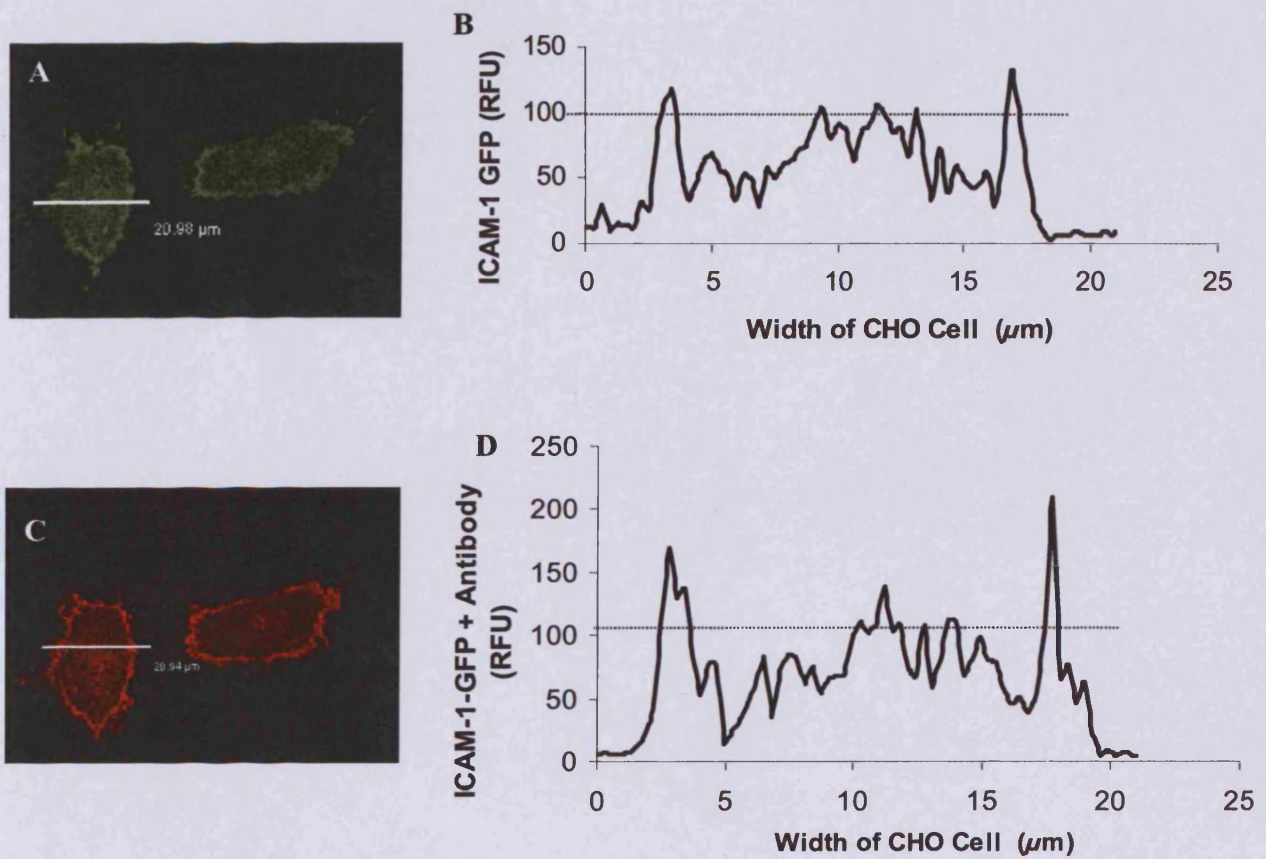 A
20.98 µm
B
ICAM-1 GFP (RFU)
150
100
50
0
0 5 10 15 20 25
Width of CHO Cell (µm)
C
20.94 µm
D
ICAM-1-GFP + Antibody
(RFU)
250
200
150
100
50
0
0 5 10 15 20 25
Width of CHO Cell (µm)